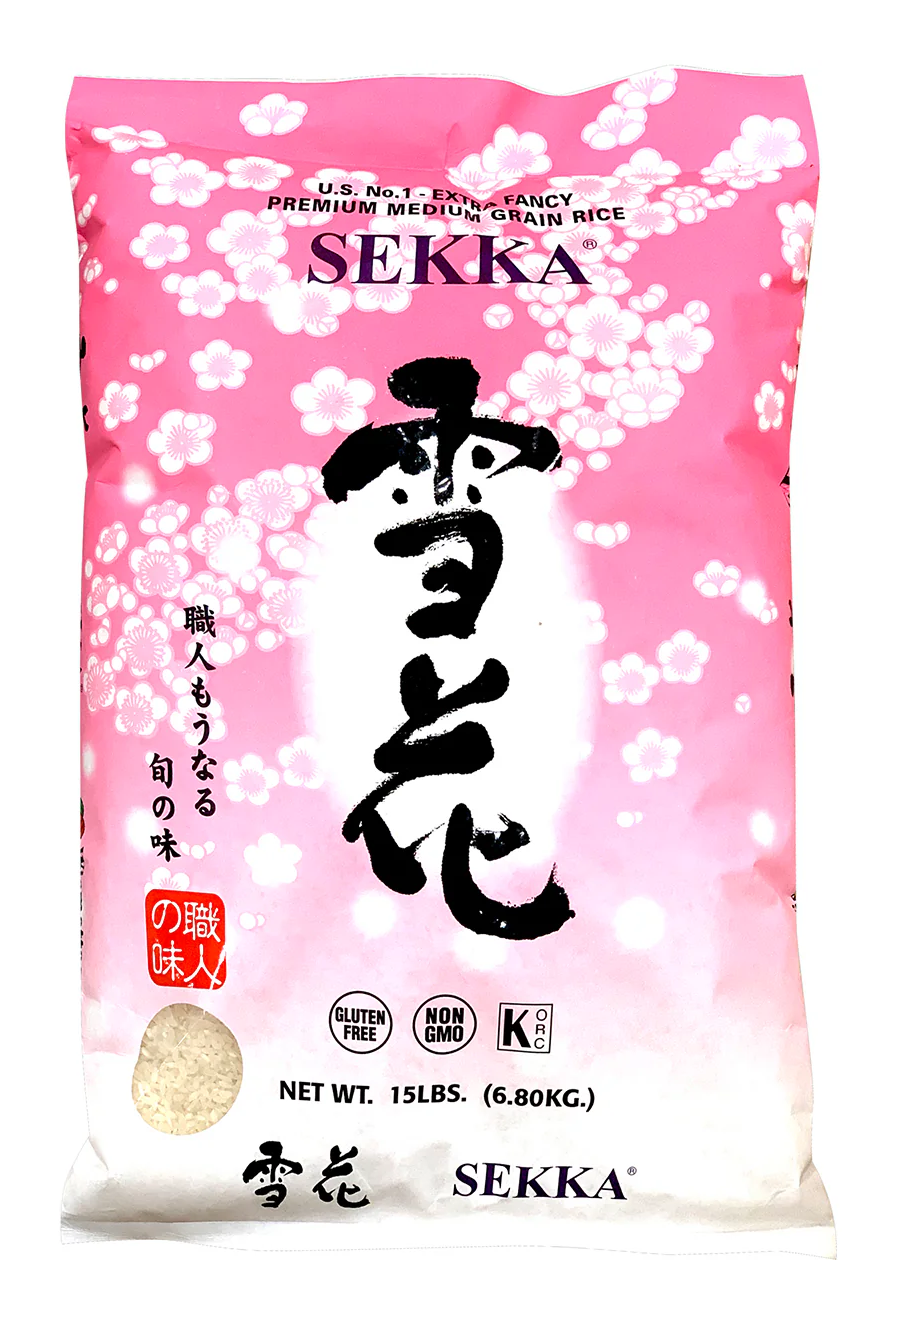 U.S. No.1 - EXTRA FANCY
PREMIUM MEDIUM GRAIN RICE
SEKKA®
雪花
職人もうなる
旬の味
職人
の味
GLUTEN
FREE
NON
GMO
K
ORC
NET WT. 15LBS. (6.80KG.)
雪花 SEKKA®